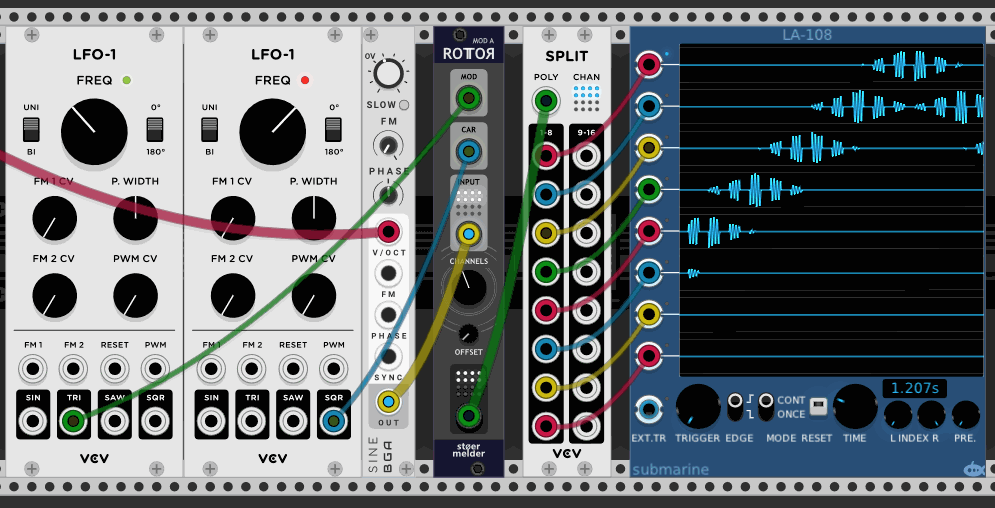 LFO-1
FREQ
UNI
0°
BI
180°
FM 1 CV
P. WIDTH
FM 2 CV
PWM CV
FM 1
FM 2
RESET
PWM
SIN
TRI
SAW
SQR
VCV
LFO-1
FREQ
UNI
0°
BI
180°
FM 1 CV
P. WIDTH
FM 2 CV
PWM CV
FM 1
FM 2
RESET
PWM
SIN
TRI
SAW
SQR
VCV
0V
SLOW
FM
PHASE
V/OCT
FM
PHASE
SYNC
OUT
SINE
BGA
MOD A
ROTOR
MOD
CAR
INPUT
CHANNELS
OFFSET
stoer
melder
SPLIT
POLY
CHAN
1-8
9-16
VCV
LA-108
1.207s
CONT
ONCE
EXT.TR
TRIGGER
EDGE
MODE
RESET
TIME
L INDEX R
PRE.
submarine